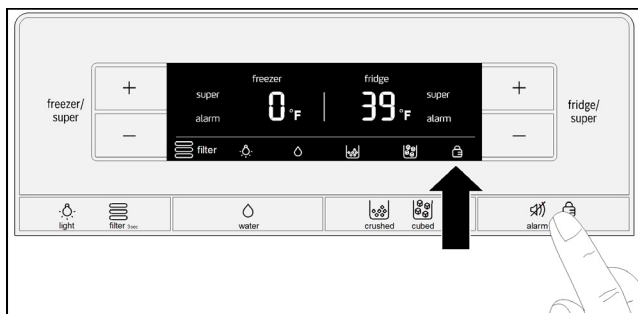 freezer/
super
+
−
super
alarm
freezer
0°F
fridge
39°F
super
alarm
filter
+
−
fridge/
super
light
filter 3sec
water
crushed
cubed
alarm